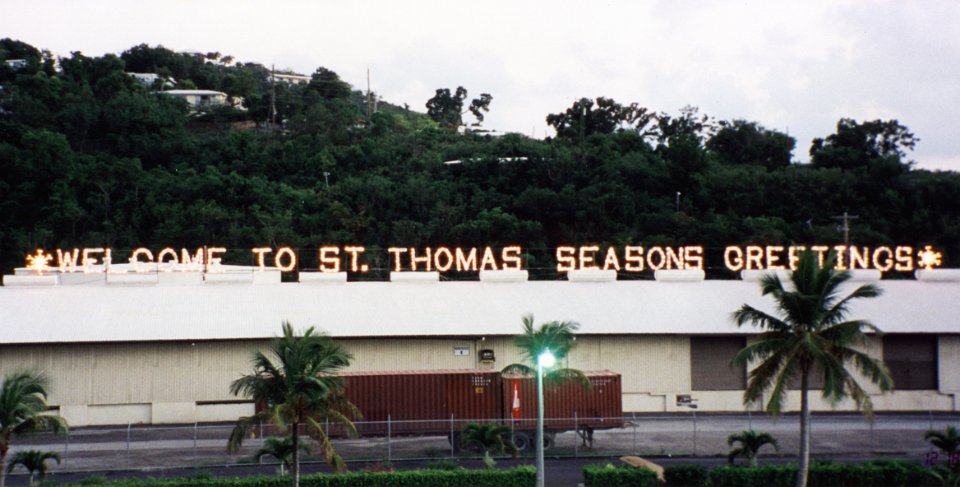 *WELCOME TO ST. THOMAS SEASONS GREETINGS*